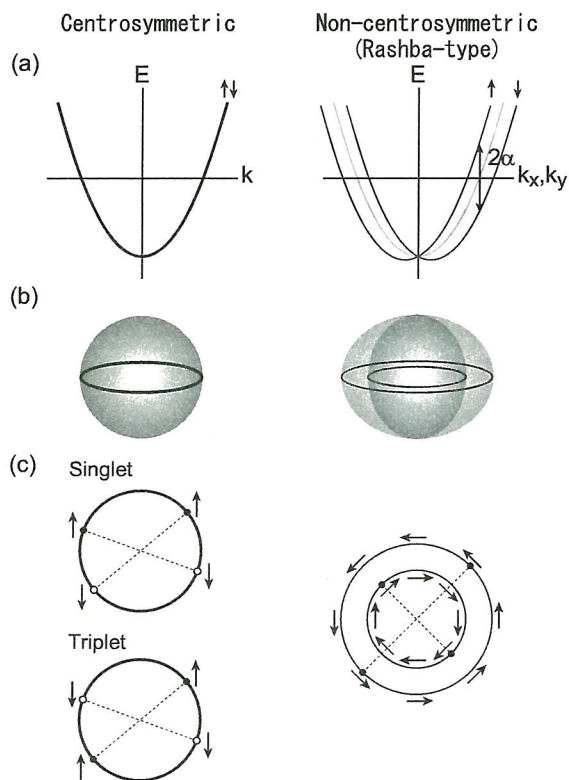 Centrosymmetric
Non-centrosymmetric
(Rashba-type)
(a)
E
↑↓
k
E
↑ ↓
2α
kx,ky
(b)
(c)
Singlet
Triplet